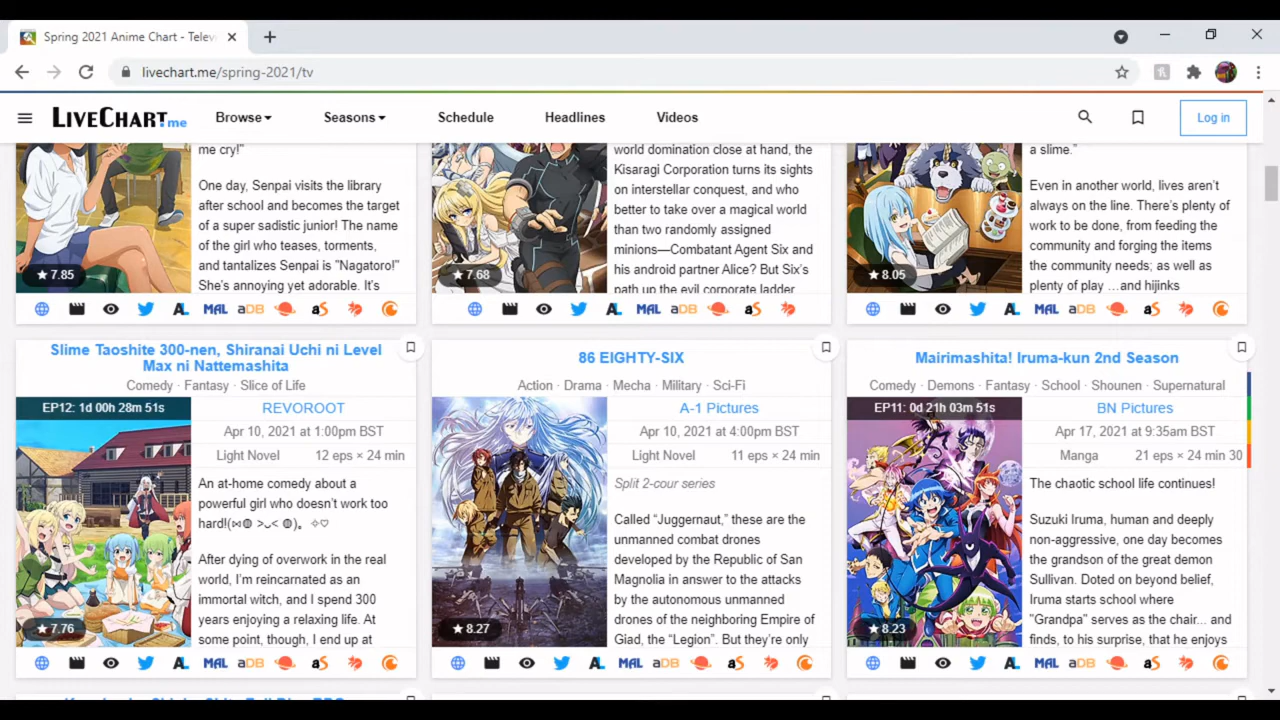 Spring 2021 Anime Chart - Telev
livechart.me/spring-2021/tv
LIVECHART.me
Browse
Seasons
Schedule
Headlines
Videos
Log in
me cry!"
One day, Senpai visits the library
after school and becomes the target
of a super sadistic junior! The name
of the girl who teases, torments,
and tantalizes Senpai is "Nagatoro!"
She's annoying yet adorable. It's
7.85
MAL aDB aS
world domination close at hand, the
Kisaragi Corporation turns its sights
on interstellar conquest, and who
better to take over a magical world
than two randomly assigned
minions—Combatant Agent Six and
his android partner Alice? But Six's
path up the evil corporate ladder
7.68
MAL aDB aS
a slime."
Even in another world, lives aren't
always on the line. There's plenty of
work to be done, from feeding the
community and forging the items
the community needs; as well as
plenty of play ...and hijinks
8.05
MAL aDB aS
Slime Taoshite 300-nen, Shiranai Uchi ni Level
Max ni Nattemashita
Comedy · Fantasy · Slice of Life
EP12: 1d 00h 28m 51s
REVOROOT
Apr 10, 2021 at 1:00pm BST
Light Novel 12 eps × 24 min
An at-home comedy about a
powerful girl who doesn't work too
hard!(⋈◍＞◡＜◍)。✧♡
After dying of overwork in the real
world, I'm reincarnated as an
immortal witch, and I spend 300
years enjoying a relaxing life. At
some point, though, I end up at
7.76
MAL aDB aS
86 EIGHTY-SIX
Action · Drama · Mecha · Military · Sci-Fi
A-1 Pictures
Apr 10, 2021 at 4:00pm BST
Light Novel 11 eps × 24 min
Split 2-cour series
Called “Juggernaut,” these are the
unmanned combat drones
developed by the Republic of San
Magnolia in answer to the attacks
by the autonomous unmanned
drones of the neighboring Empire of
Giad, the “Legion”. But they're only
8.27
MAL aDB aS
Mairimashita! Iruma-kun 2nd Season
Comedy · Demons · Fantasy · School · Shounen · Supernatural
EP11: 0d 21h 03m 51s
BN Pictures
Apr 17, 2021 at 9:35am BST
Manga 21 eps × 24 min 30
The chaotic school life continues!
Suzuki Iruma, human and deeply
non-aggressive, one day becomes
the grandson of the great demon
Sullivan. Doted on beyond belief,
Iruma starts school where
"Grandpa" serves as the chair... and
finds, to his surprise, that he enjoys
8.23
MAL aDB aS